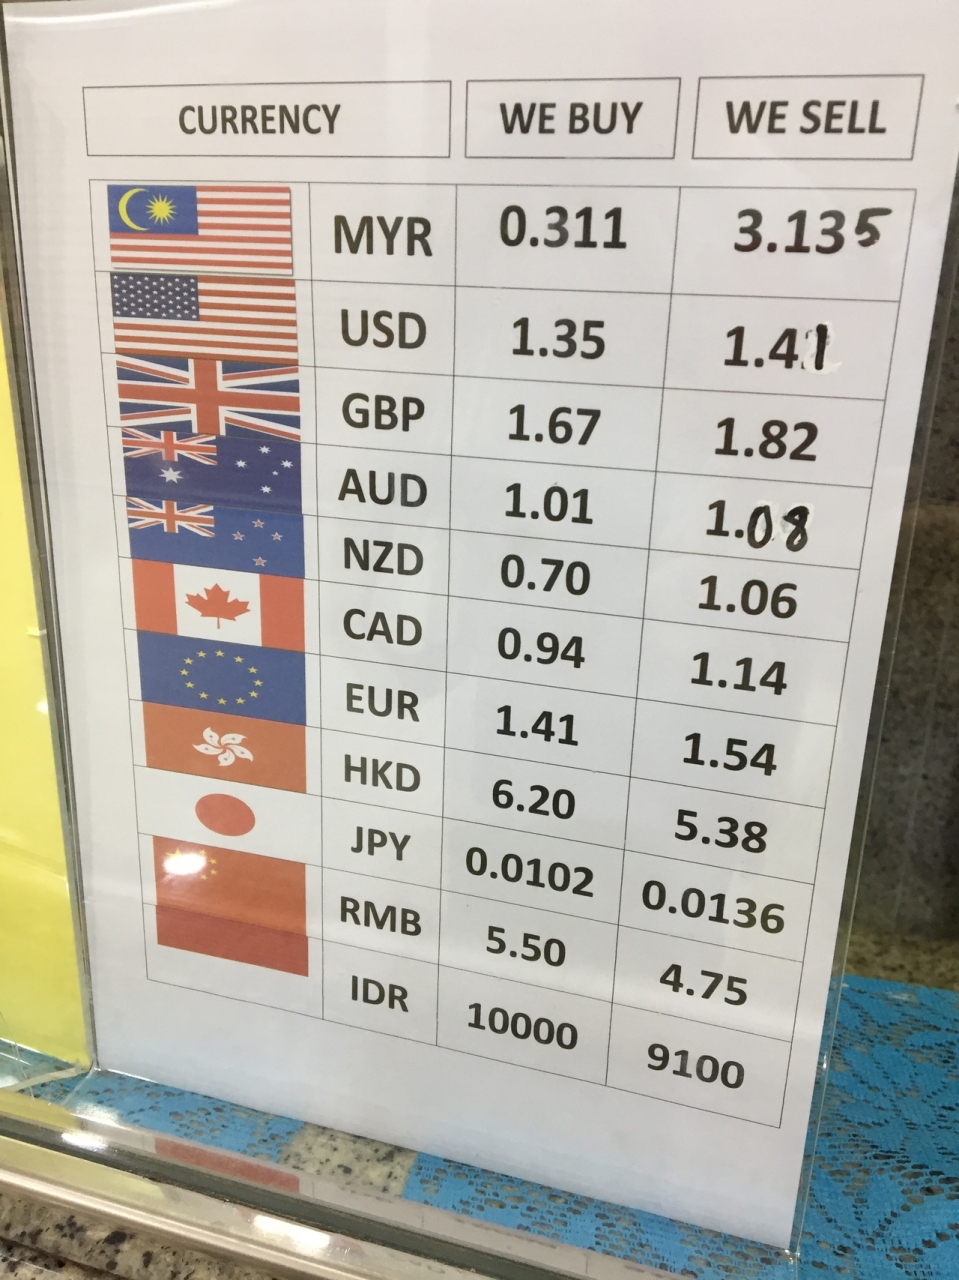 CURRENCY WE BUY WE SELL
MYR 0.311 3.135
USD 1.35 1.41
GBP 1.67 1.82
AUD 1.01 1.08
NZD 0.70 1.06
CAD 0.94 1.14
EUR 1.41 1.54
HKD 6.20 5.38
JPY 0.0102 0.0136
RMB 5.50 4.75
IDR 10000 9100